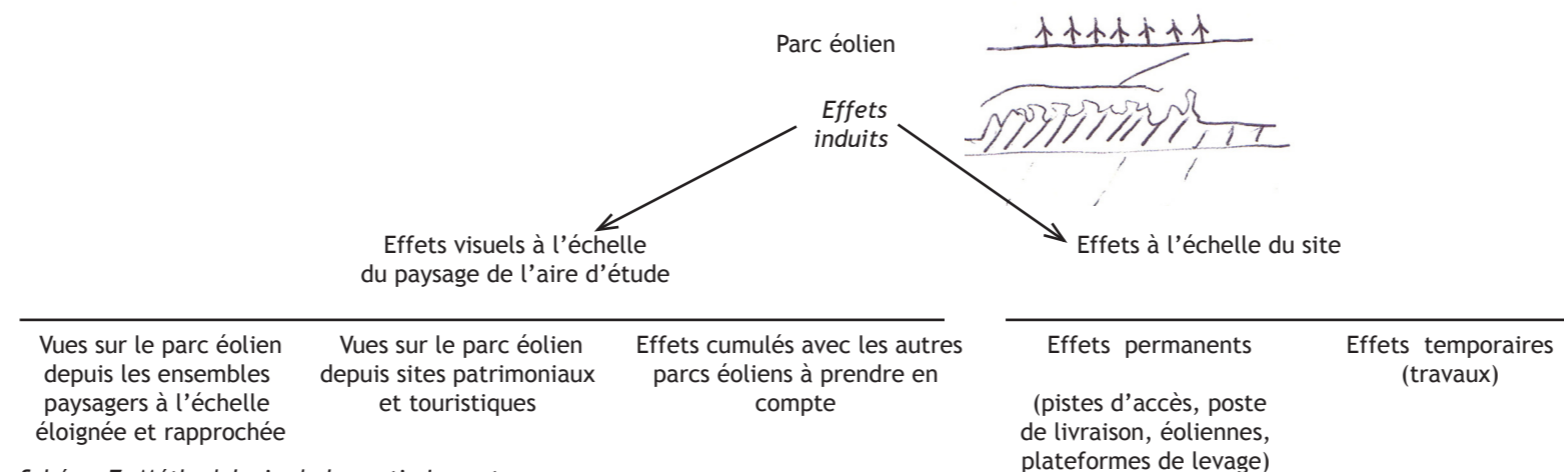 Parc éolien
Effets
induits
Effets visuels à l'échelle
du paysage de l'aire d'étude
Effets à l'échelle du site
Vues sur le parc éolien
depuis les ensembles
paysagers à l'échelle
éloignée et rapprochée
Vues sur le parc éolien
depuis sites patrimoniaux
et touristiques
Effets cumulés avec les autres
parcs éoliens à prendre en
compte
Effets permanents
(pistes d'accès, poste
de livraison, éoliennes,
plateformes de levage)
Effets temporaires
(travaux)